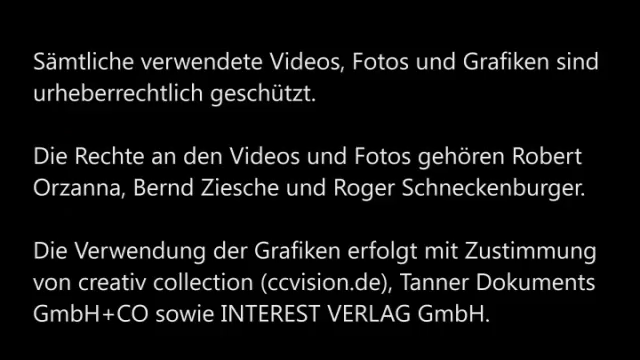 Sämtliche verwendete Videos, Fotos und Grafiken sind
urheberrechtlich geschützt.
Die Rechte an den Videos und Fotos gehören Robert
Orzanna, Bernd Ziesche und Roger Schneckenburger.
Die Verwendung der Grafiken erfolgt mit Zustimmung
von creativ collection (ccvision.de), Tanner Dokuments
GmbH+CO sowie INTEREST VERLAG GmbH.